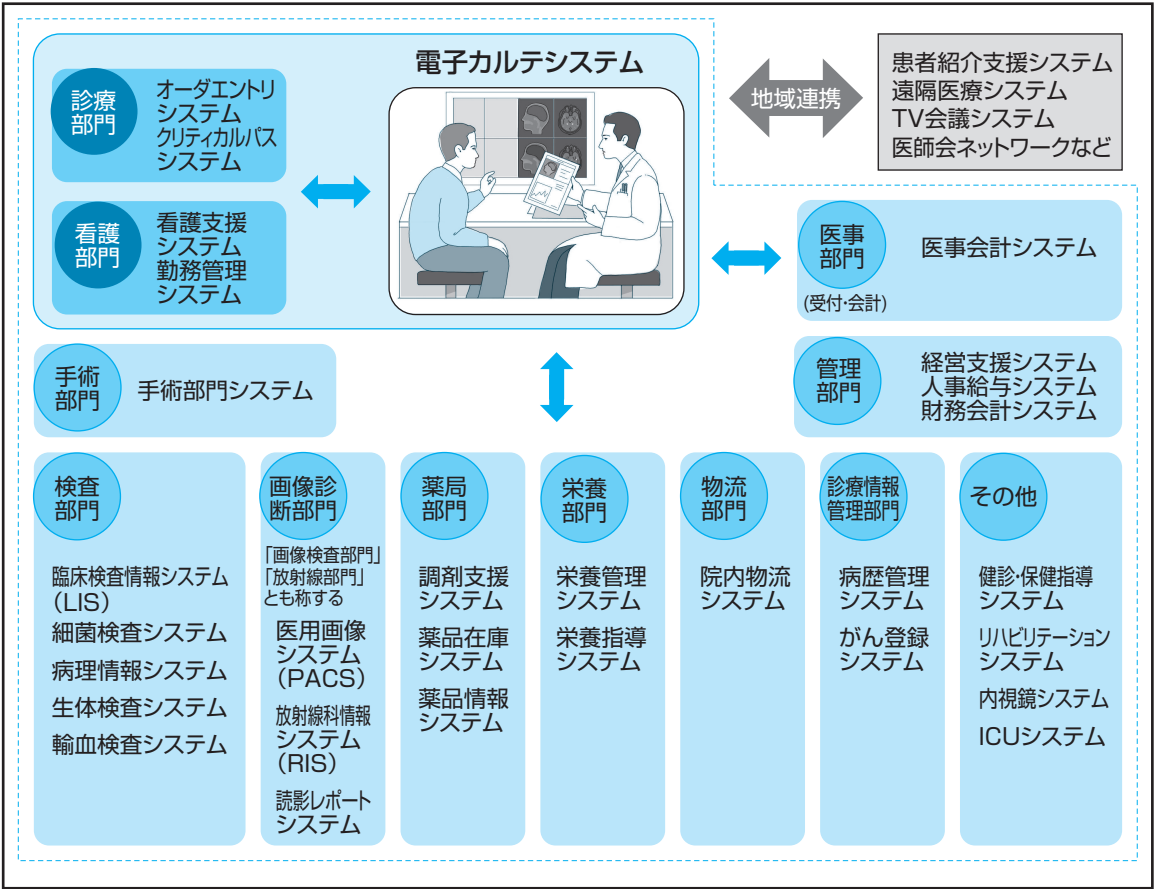 電子カルテシステム
診療
部門
オーダエントリ
システム
クリティカルパス
システム
看護
部門
看護支援
システム
勤務管理
システム
地域連携
患者紹介支援システム
遠隔医療システム
TV会議システム
医師会ネットワークなど
医事
部門
(受付・会計)
医事会計システム
手術
部門
手術部門システム
管理
部門
経営支援システム
人事給与システム
財務会計システム
検査
部門
臨床検査情報システム
(LIS)
細菌検査システム
病理情報システム
生体検査システム
輸血検査システム
画像診
断部門
「画像検査部門」
「放射線部門」
とも称する
医用画像
システム
(PACS)
放射線科情報
システム
(RIS)
読影レポート
システム
薬局
部門
調剤支援
システム
薬品在庫
システム
薬品情報
システム
栄養
部門
栄養管理
システム
栄養指導
システム
物流
部門
院内物流
システム
診療情報
管理部門
病歴管理
システム
がん登録
システム
その他
健診・保健指導
システム
リハビリテーション
システム
内視鏡システム
ICUシステム